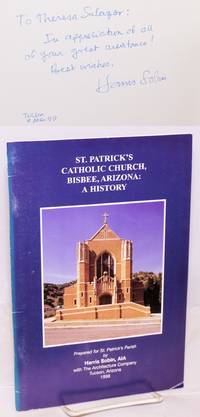 To Theresa Salazar:
In appreciation of all
of your great assistance!
Best wishes,
Harris Sobin
Tucson
ST. PATRICK'S
CATHOLIC CHURCH,
BISBEE, ARIZONA:
A HISTORY
Prepared for St. Patrick's Parish
by
Harris Sobin, AIA
with The Architecture Company
Tucson, Arizona